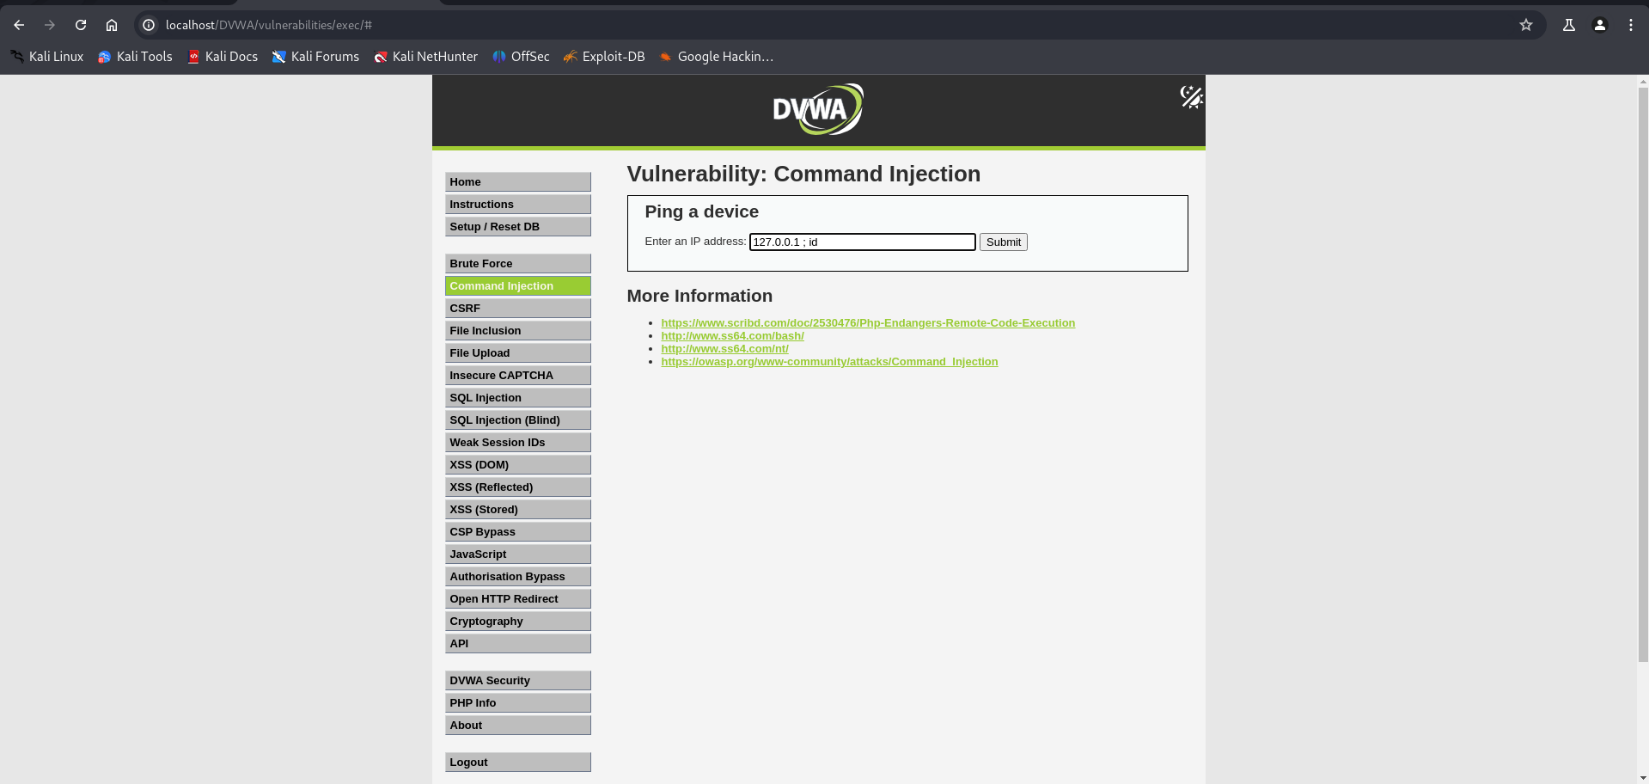 localhost/DVWA/vulnerabilities/exec/#
Kali Linux Kali Tools Kali Docs Kali Forums Kali NetHunter OffSec Exploit-DB Google Hackin…
DVWA
Home
Instructions
Setup / Reset DB
Brute Force
Command Injection
CSRF
File Inclusion
File Upload
Insecure CAPTCHA
SQL Injection
SQL Injection (Blind)
Weak Session IDs
XSS (DOM)
XSS (Reflected)
XSS (Stored)
CSP Bypass
JavaScript
Authorisation Bypass
Open HTTP Redirect
Cryptography
API
DVWA Security
PHP Info
About
Logout
Vulnerability: Command Injection
Ping a device
Enter an IP address: 127.0.0.1 ; id Submit
More Information
https://www.scribd.com/doc/2530476/Php-Endangers-Remote-Code-Execution
http://www.ss64.com/bash/
http://www.ss64.com/nt/
https://owasp.org/www-community/attacks/Command_Injection